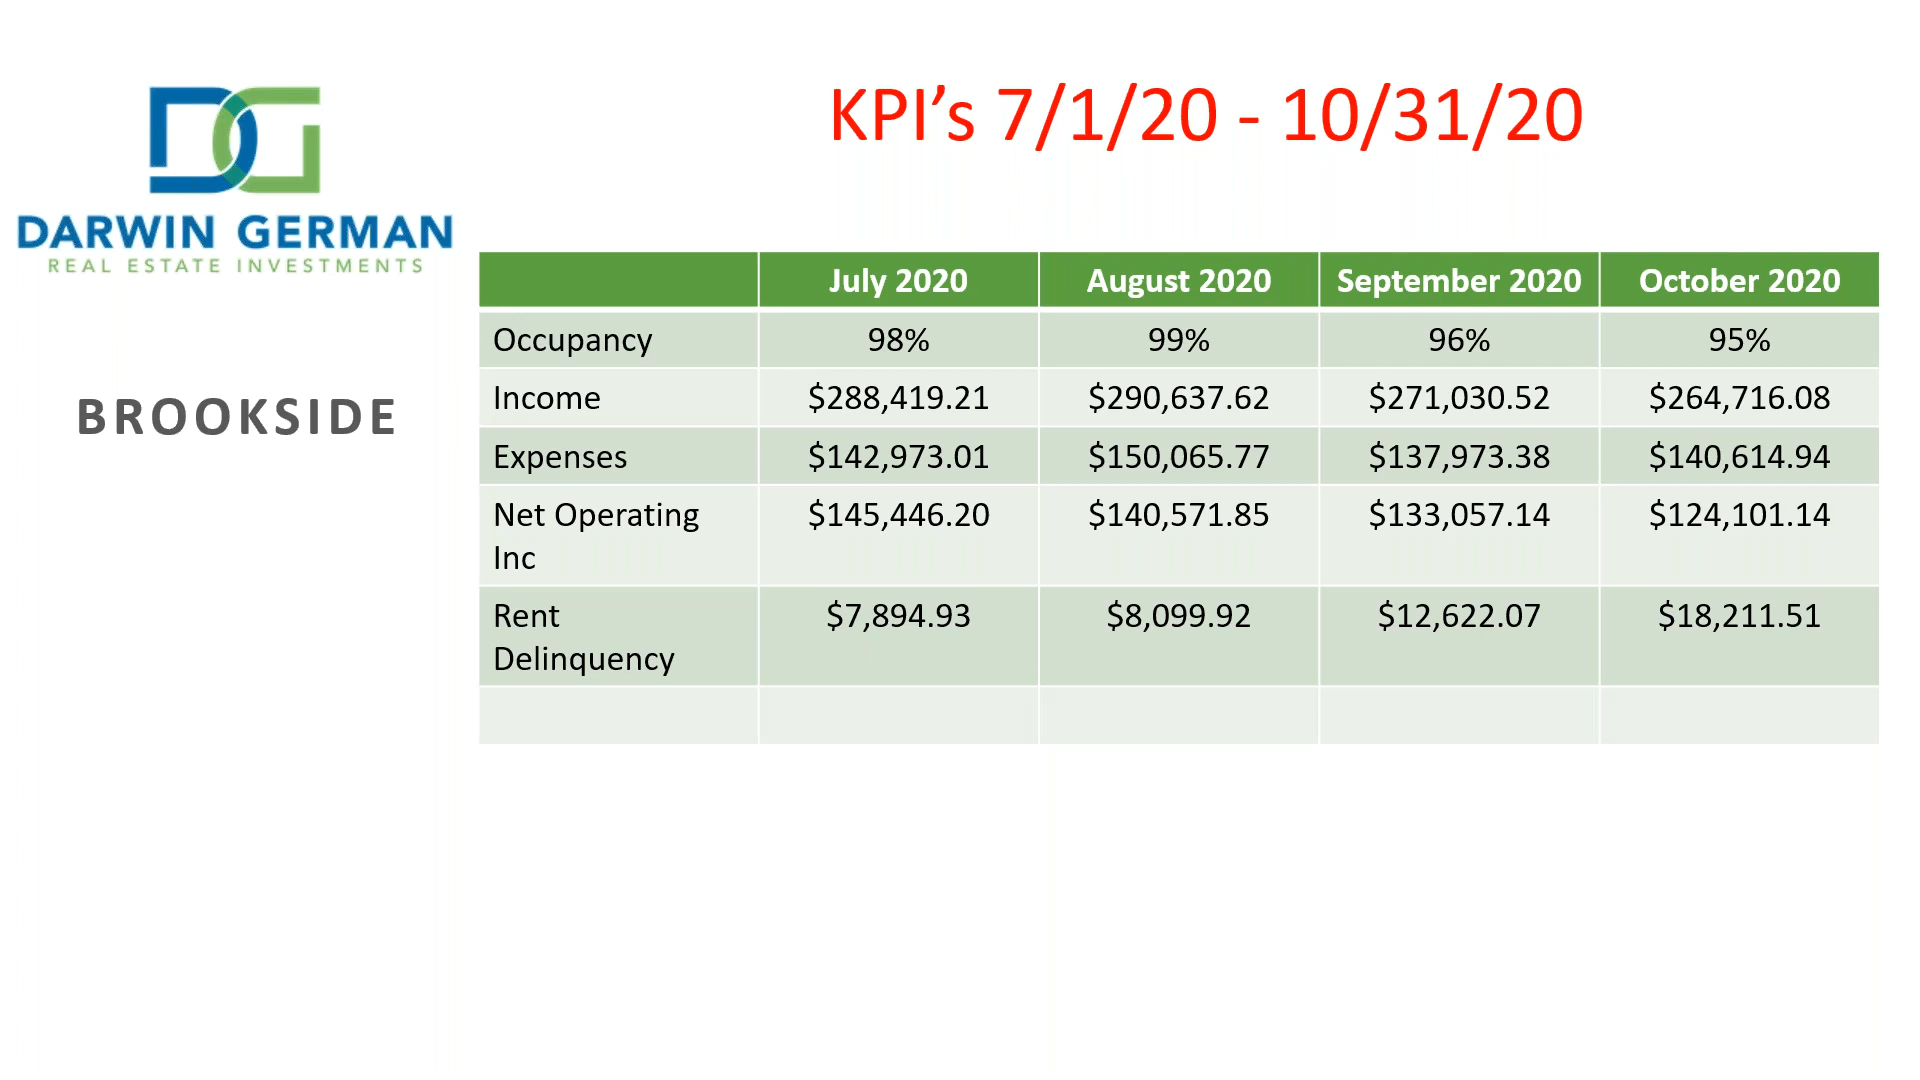 DG
DARWIN GERMAN
REAL ESTATE INVESTMENTS
BROOKSIDE
KPI’s 7/1/20 - 10/31/20
July 2020 August 2020 September 2020 October 2020
Occupancy 98% 99% 96% 95%
Income $288,419.21 $290,637.62 $271,030.52 $264,716.08
Expenses $142,973.01 $150,065.77 $137,973.38 $140,614.94
Net Operating Inc $145,446.20 $140,571.85 $133,057.14 $124,101.14
Rent Delinquency $7,894.93 $8,099.92 $12,622.07 $18,211.51